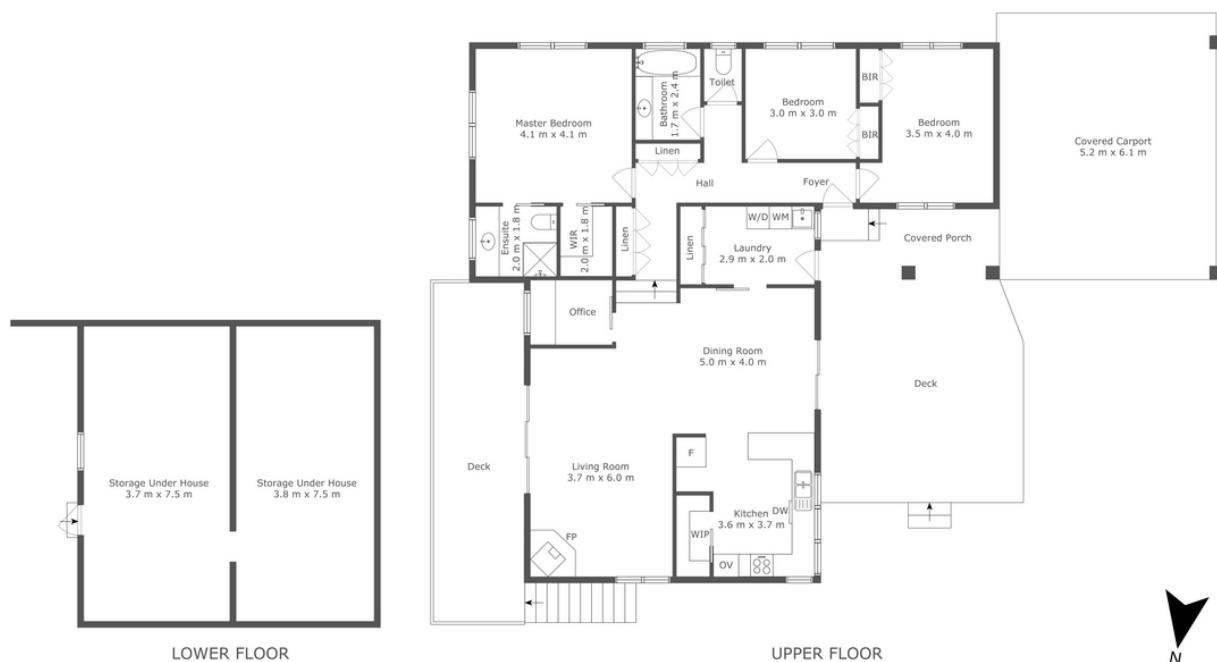 Master Bedroom
4.1 m x 4.1 m
Bathroom
1.7 m x 2.4 m
Toilet
Bedroom
3.0 m x 3.0 m
BIR
BIR
Bedroom
3.5 m x 4.0 m
Covered Carport
5.2 m x 6.1 m
Linen
Hall
Foyer
Ensuite
2.0 m x 1.8 m
WIR
2.0 m x 1.8 m
Linen
Linen
W/D
WM
Laundry
2.9 m x 2.0 m
Covered Porch
Office
Dining Room
5.0 m x 4.0 m
Deck
Deck
Living Room
3.7 m x 6.0 m
FP
F
Kitchen
3.6 m x 3.7 m
DW
WIP
OV
Storage Under House
3.7 m x 7.5 m
Storage Under House
3.8 m x 7.5 m
LOWER FLOOR
UPPER FLOOR
N